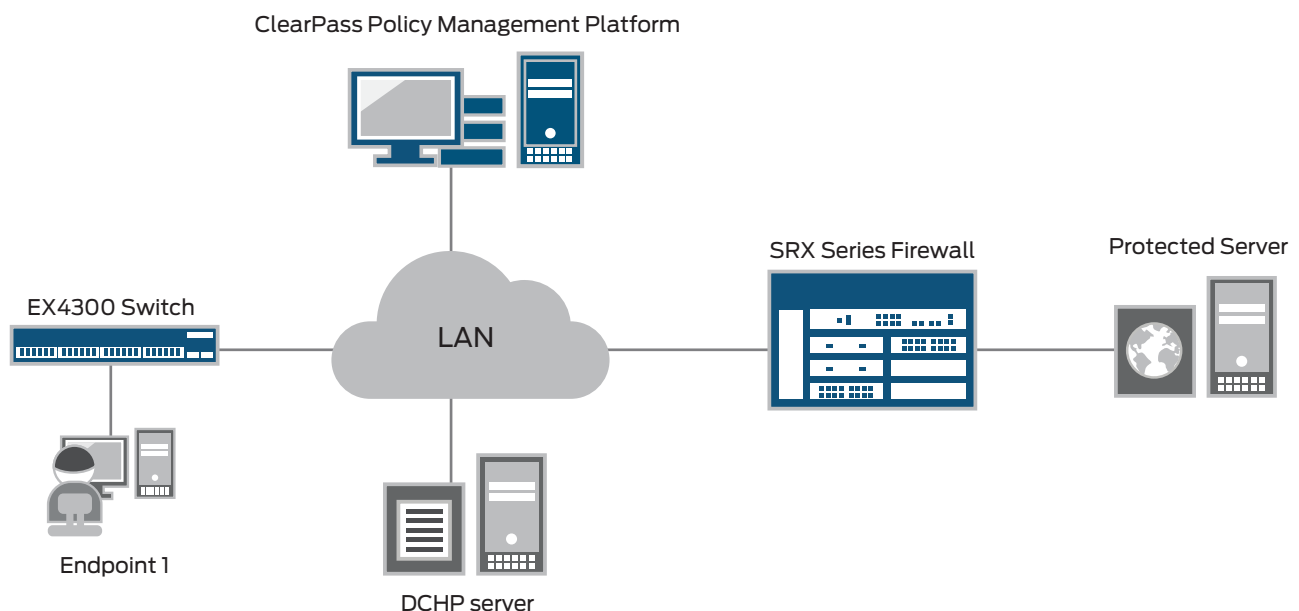 ClearPass Policy Management Platform
SRX Series Firewall
Protected Server
EX4300 Switch
LAN
Endpoint 1
DCHP server